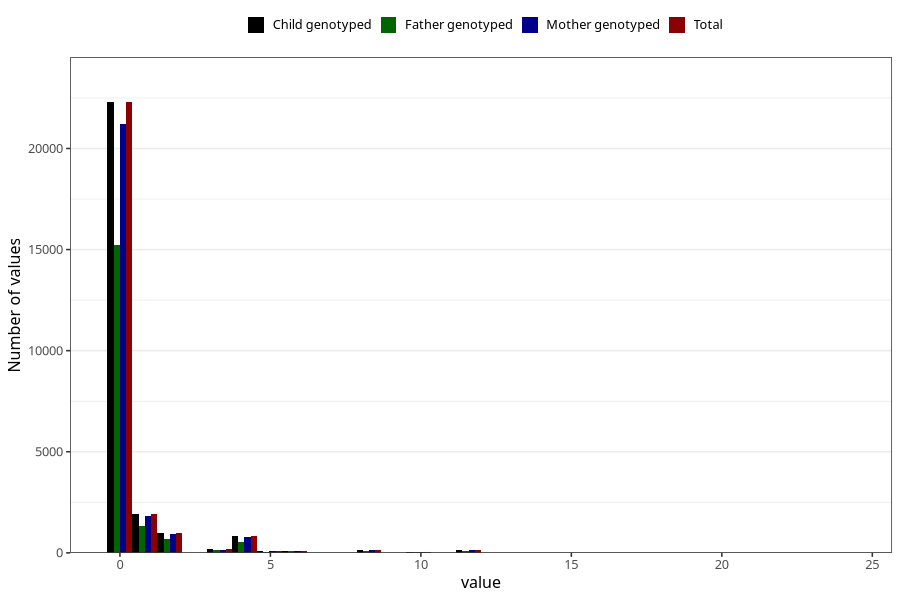 Child genotyped Father genotyped Mother genotyped Total
Number of values
20000
15000
10000
5000
0
0 5 10 15 20 25
value